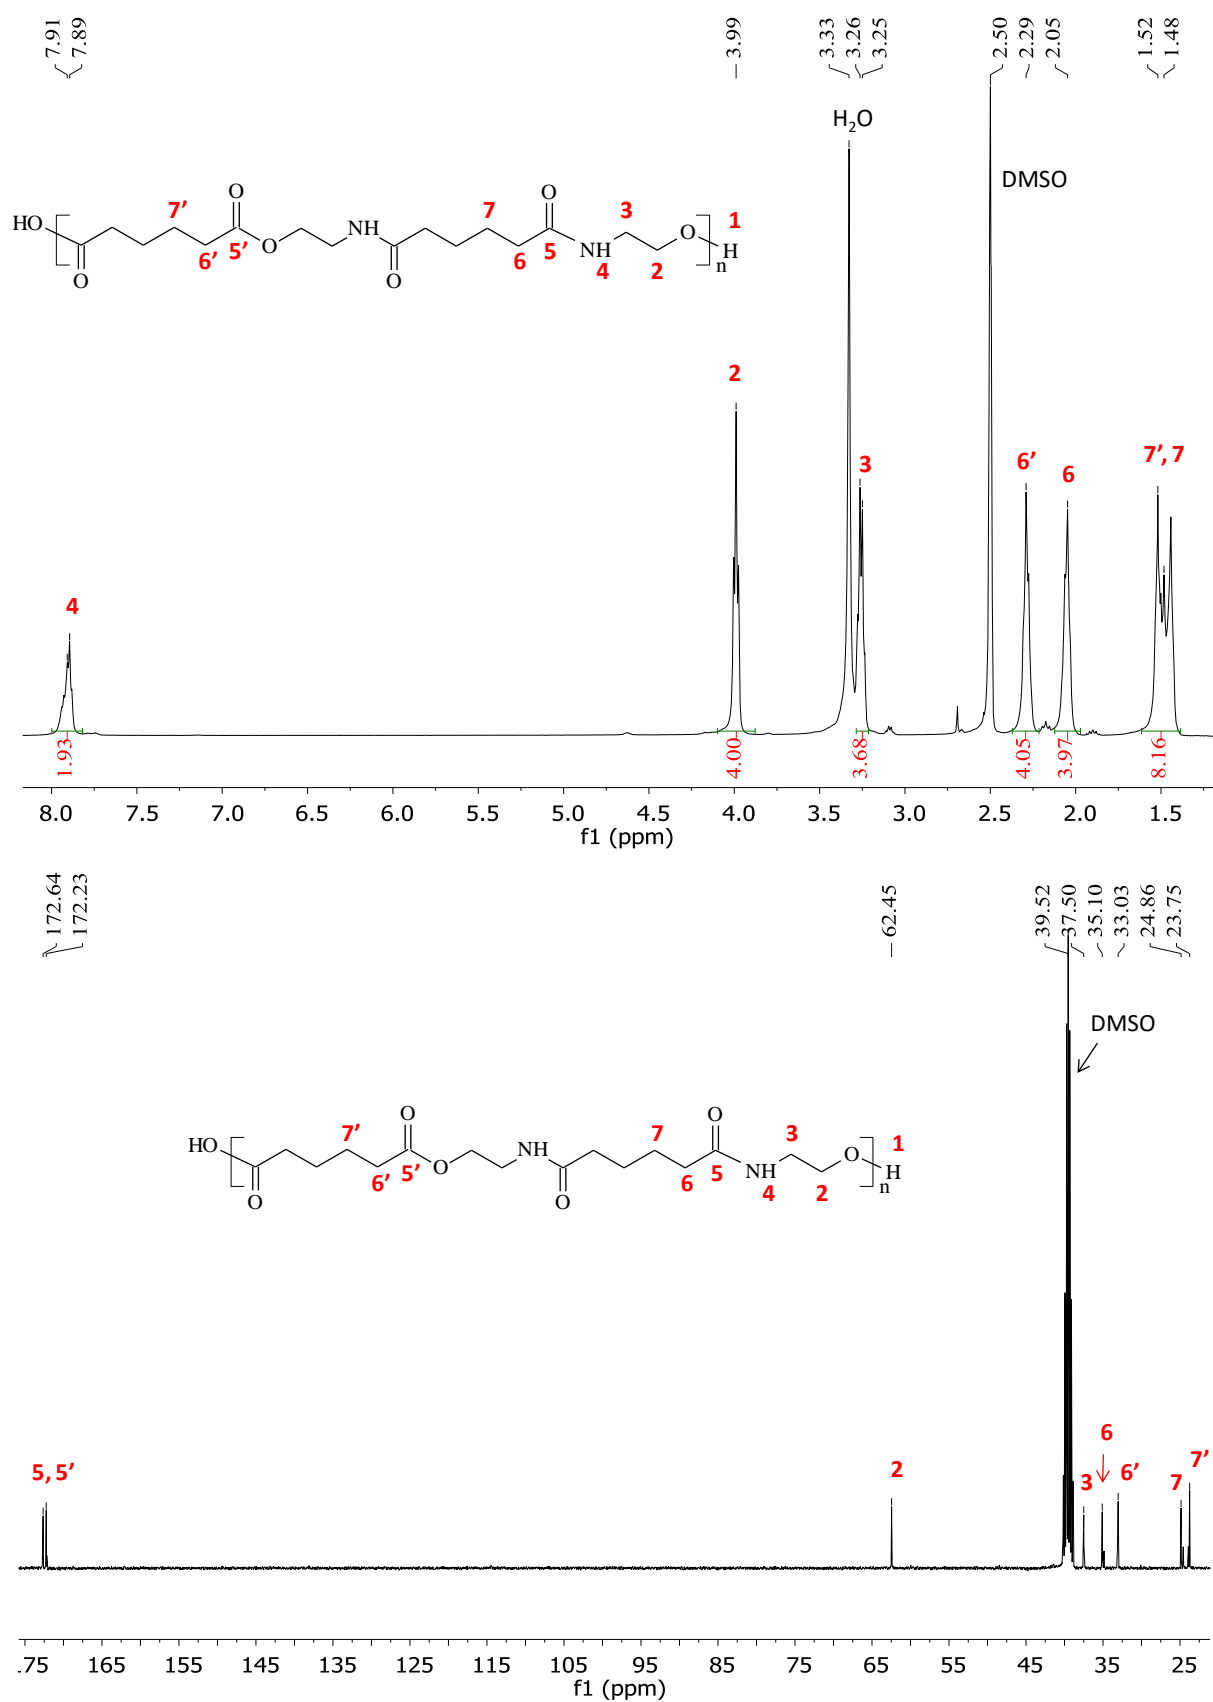 7.91
7.89
3.99
3.33
3.26
3.25
2.50
2.29
2.05
1.52
1.48
H₂O
DMSO
HO
O
7'
O
6'
5'
O
NH
O
7
O
6
5
NH
4
3
2
O
H
n
1
4
2
3
6'
6
7', 7
1.93
4.00
3.68
4.05
3.97
8.16
8.0 7.5 7.0 6.5 6.0 5.5 5.0 4.5 4.0 3.5 3.0 2.5 2.0 1.5
f1 (ppm)
172.64
172.23
62.45
39.52
37.50
35.10
33.03
24.86
23.75
DMSO
HO
O
7'
O
6'
5'
O
NH
O
7
O
6
5
NH
4
3
2
O
H
n
1
5, 5'
2
3
6
6'
7
7'
.75 165 155 145 135 125 115 105 95 85 75 65 55 45 35 25
f1 (ppm)